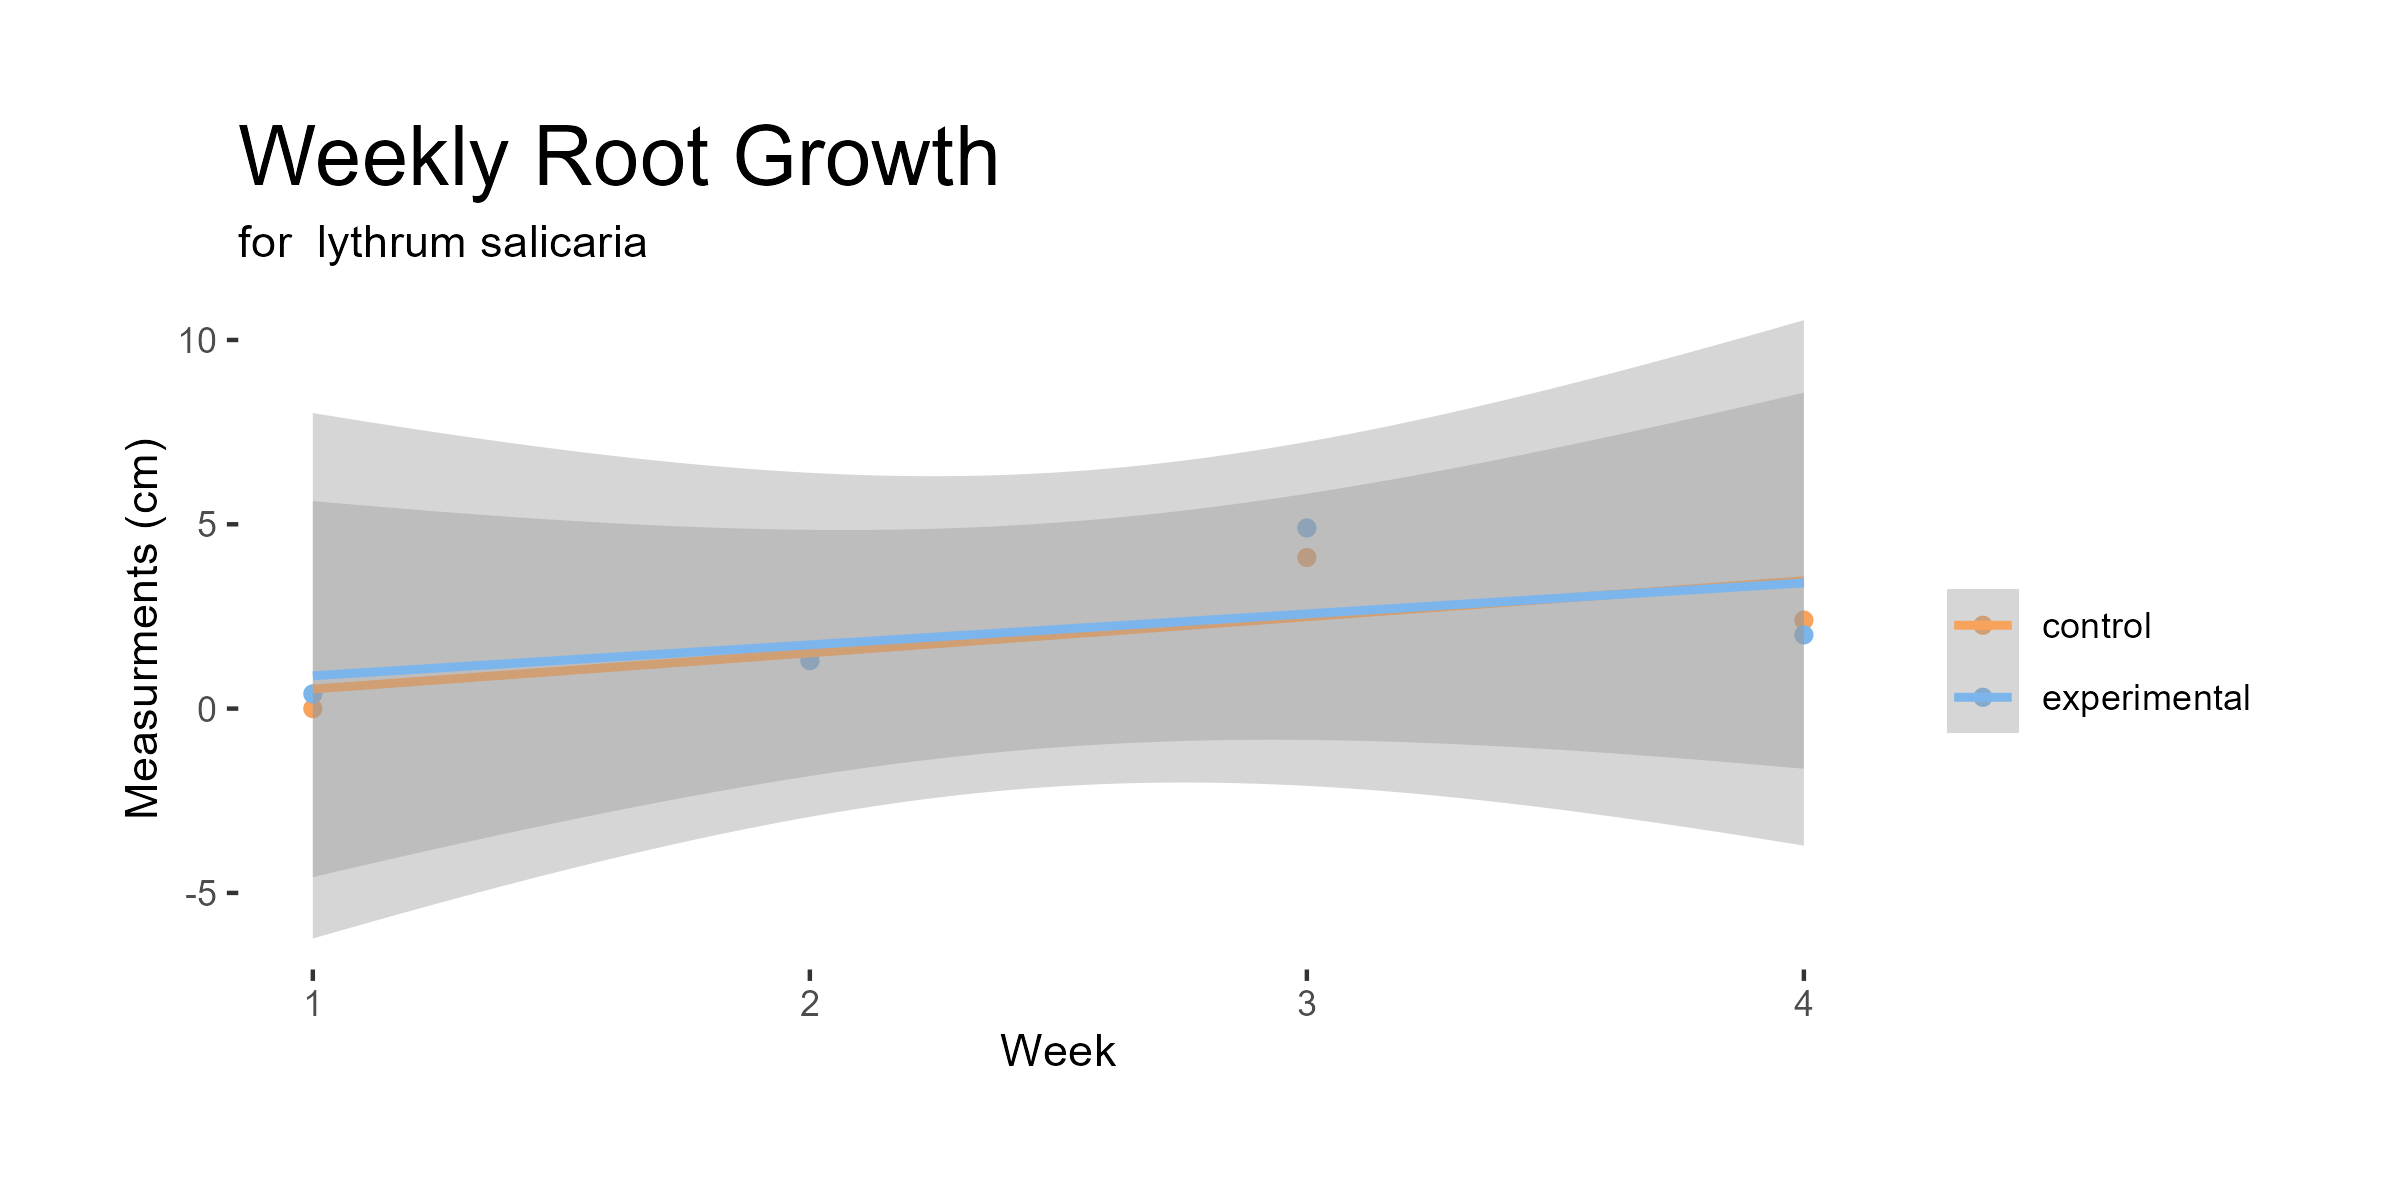 Weekly Root Growth
for  lythrum salicaria
10
5
0
-5
Measurments (cm)
1
2
3
4
Week
control
experimental